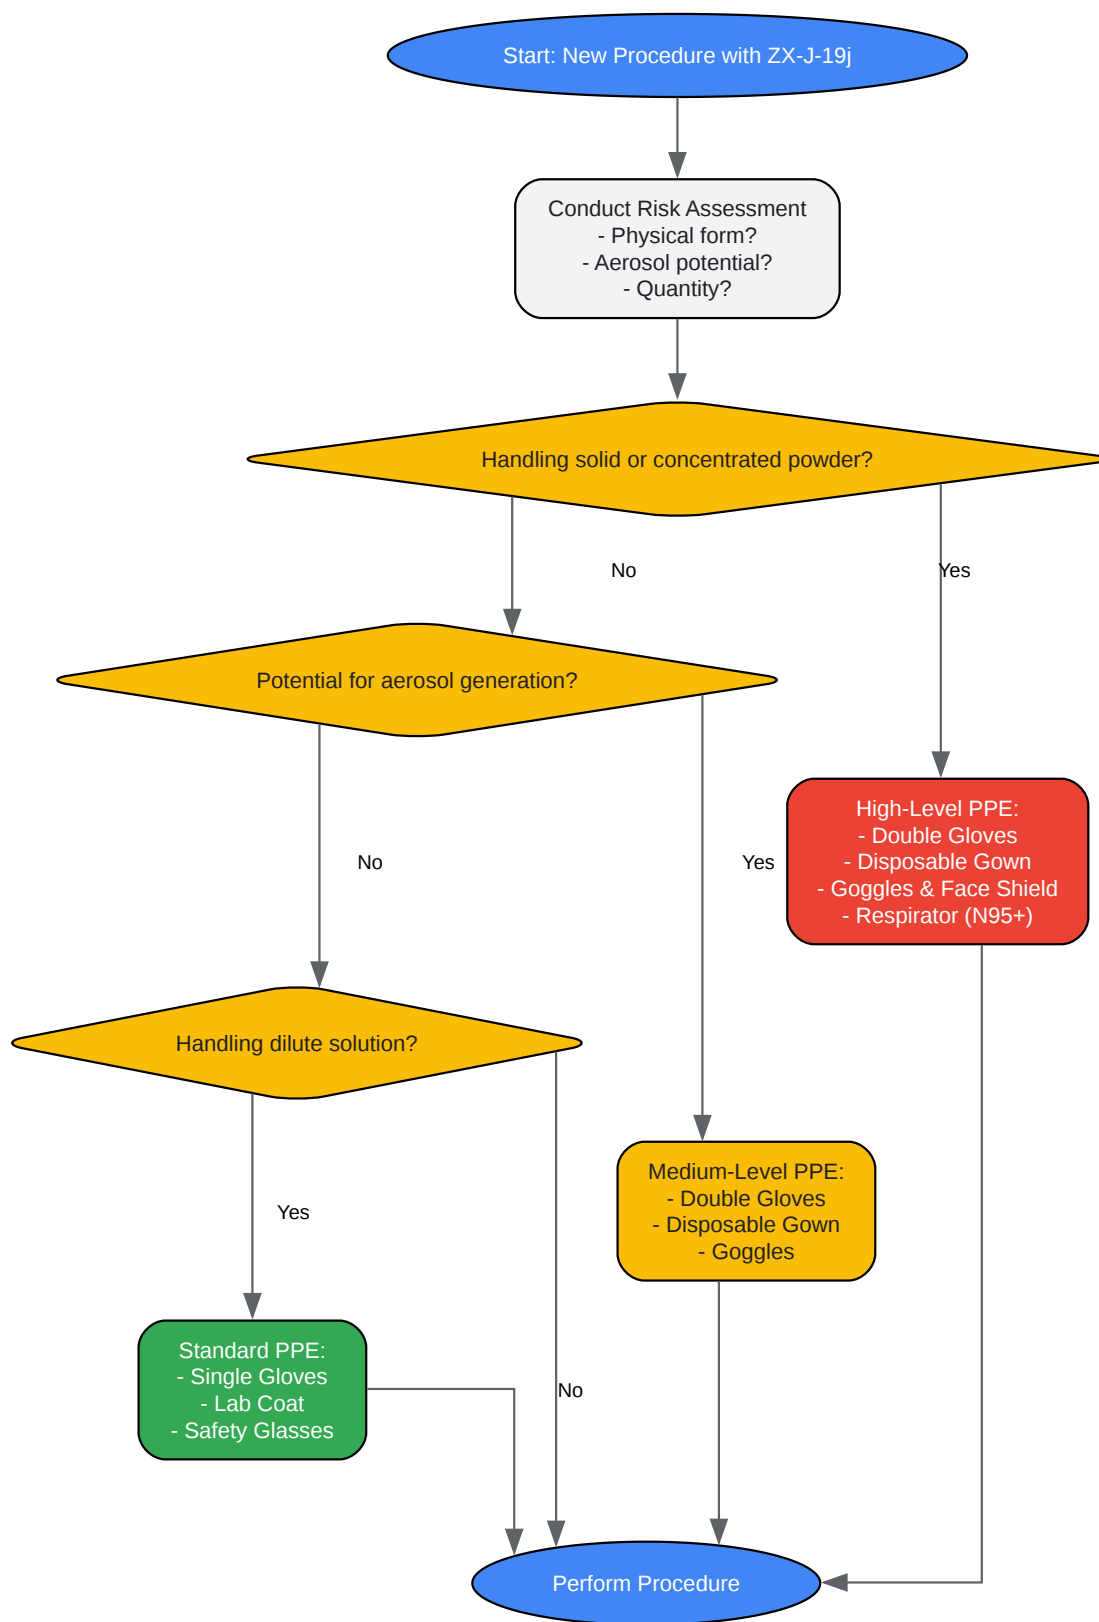 Start: New Procedure with ZX-J-19j
Conduct Risk Assessment
- Physical form?
- Aerosol potential?
- Quantity?
Handling solid or concentrated powder?
No
Yes
Potential for aerosol generation?
No
Yes
High-Level PPE:
- Double Gloves
- Disposable Gown
- Goggles & Face Shield
- Respirator (N95+)
Handling dilute solution?
Yes
No
Medium-Level PPE:
- Double Gloves
- Disposable Gown
- Goggles
Standard PPE:
- Single Gloves
- Lab Coat
- Safety Glasses
Perform Procedure